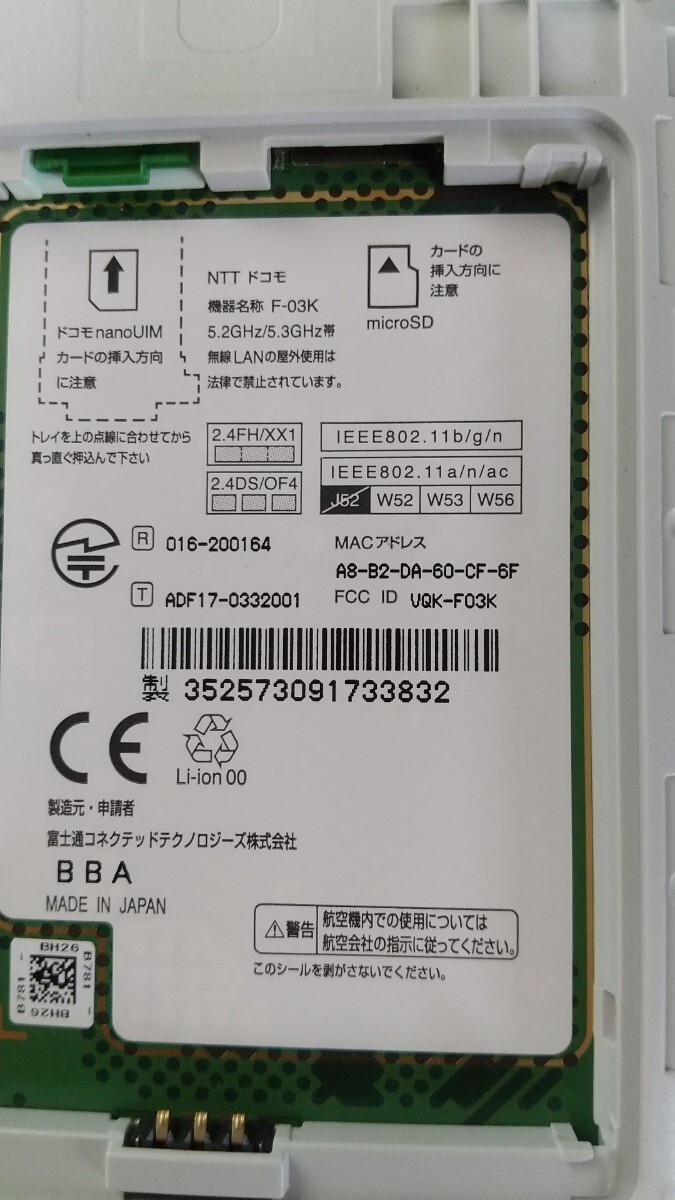 ドコモnanoUIM
カードの挿入方向
に注意
NTT ドコモ
機器名称 F-03K
5.2GHz/5.3GHz帯
無線LANの屋外使用は
法律で禁止されています。
カードの
挿入方向に
注意
microSD
トレイを上の点線に合わせてから
真っ直ぐ押込んで下さい
2.4FH/XX1
2.4DS/OF4
IEEE802.11b/g/n
IEEE802.11a/n/ac
J52 W52 W53 W56
R 016-200164
T ADF17-0332001
MACアドレス
A8-B2-DA-60-CF-6F
FCC ID VQK-F03K
製 352573091733832
CE
Li-ion 00
製造元・申請者
富士通コネクテッドテクノロジーズ株式会社
BBA
MADE IN JAPAN
警告
航空機内での使用については
航空会社の指示に従ってください。
このシールを剥がさないでください。
BH26
B781 -
B781 -
BH26